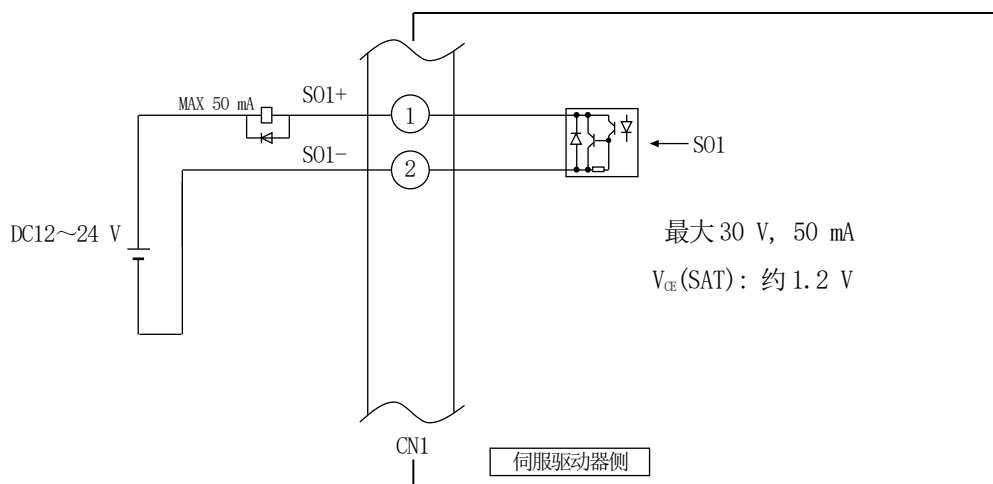 MAX 50 mA
SO1+
1
SO1-
2
SO1
DC12～24 V
最大 30 V, 50 mA
VCE(SAT): 约 1.2 V
CN1
伺服驱动器侧